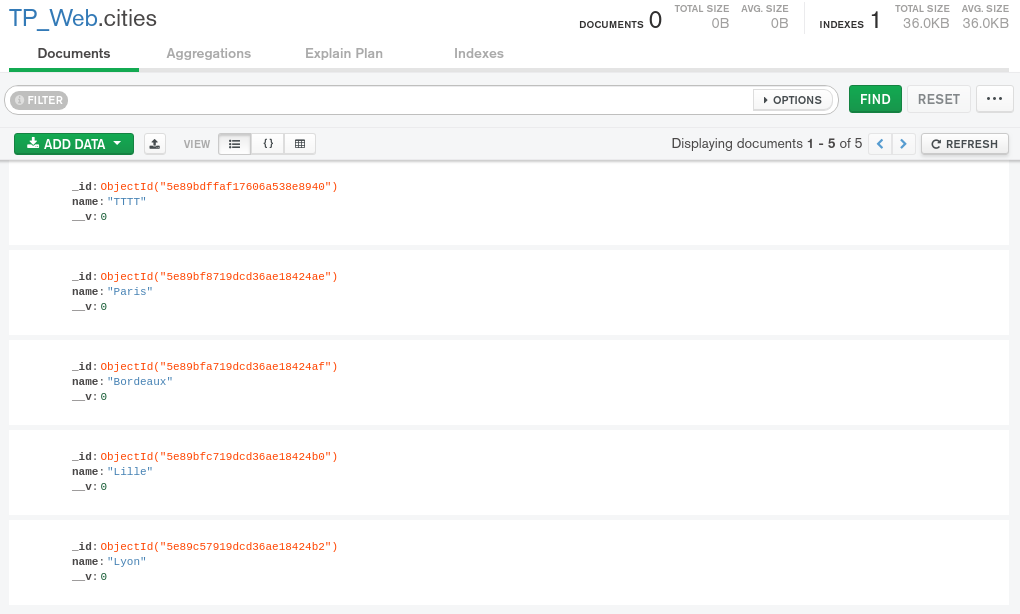 TP_Web.cities
DOCUMENTS 0 TOTAL SIZE 0B AVG. SIZE 0B INDEXES 1 TOTAL SIZE 36.0KB AVG. SIZE 36.0KB
Documents Aggregations Explain Plan Indexes
FILTER OPTIONS FIND RESET ...
ADD DATA VIEW {} Displaying documents 1 - 5 of 5 < > REFRESH
_id: ObjectId("5e89bdffaf17606a538e8940")
name: "TTTT"
__v: 0
_id: ObjectId("5e89bf8719dcd36ae18424ae")
name: "Paris"
__v: 0
_id: ObjectId("5e89bfa719dcd36ae18424af")
name: "Bordeaux"
__v: 0
_id: ObjectId("5e89bfc719dcd36ae18424b0")
name: "Lille"
__v: 0
_id: ObjectId("5e89c57919dcd36ae18424b2")
name: "Lyon"
__v: 0